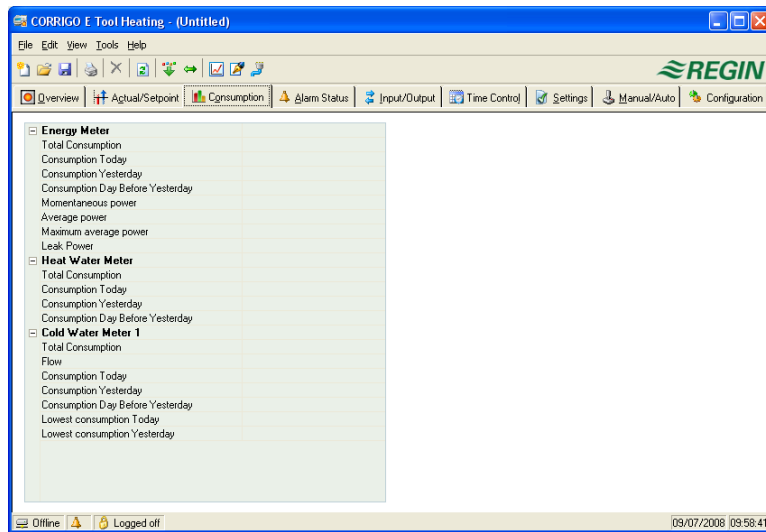 CORRIGO E Tool Heating - (Untitled)
File Edit View Tools Help
REGIN
Overview Actual/Setpoint Consumption Alarm Status Input/Output Time Control Settings Manual/Auto Configuration
Energy Meter
Total Consumption
Consumption Today
Consumption Yesterday
Consumption Day Before Yesterday
Momentaneous power
Average power
Maximum average power
Leak Power
Heat Water Meter
Total Consumption
Consumption Today
Consumption Yesterday
Consumption Day Before Yesterday
Cold Water Meter 1
Total Consumption
Flow
Consumption Today
Consumption Yesterday
Consumption Day Before Yesterday
Lowest consumption Today
Lowest consumption Yesterday
Offline Logged off 09/07/2008 09:58:41